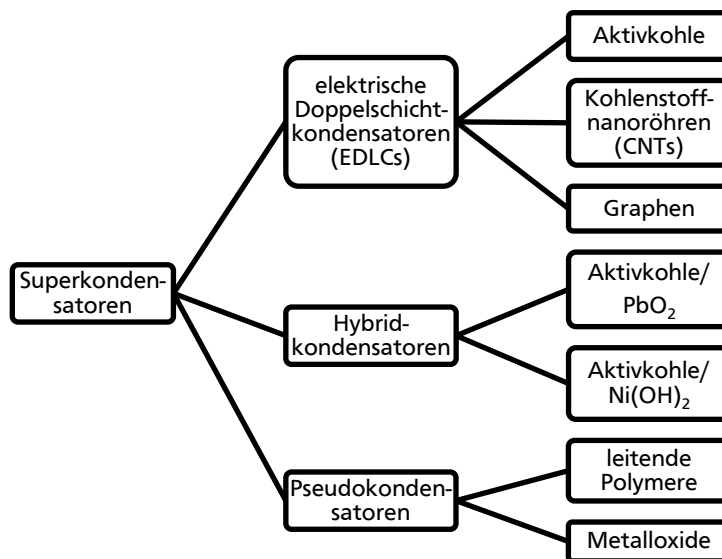 Superkonden-
satoren
elektrische
Doppelschicht-
kondensatoren
(EDLCs)
Aktivkohle
Kohlenstoff-
nanoröhren
(CNTs)
Graphen
Hybrid-
kondensatoren
Aktivkohle/
PbO₂
Aktivkohle/
Ni(OH)₂
Pseudokonden-
satoren
leitende
Polymere
Metalloxide